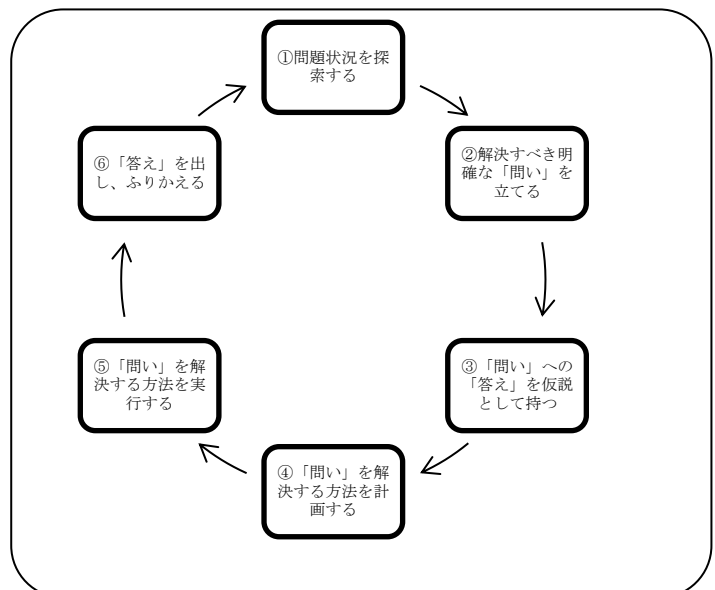 ①問題状況を探
索する
②解決すべき明
確な「問い」を
立てる
③「問い」への
「答え」を仮説
として持つ
④「問い」を解
決する方法を計
画する
⑤「問い」を解
決する方法を実
行する
⑥「答え」を出
し、ふりかえる